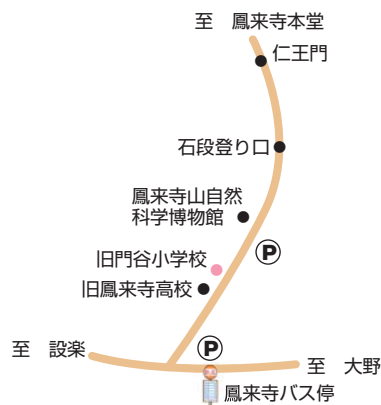 至　鳳来寺本堂
仁王門
石段登り口
鳳来寺山自然
科学博物館
P
旧門谷小学校
旧鳳来寺高校
P
至　設楽
至　大野
鳳来寺バス停